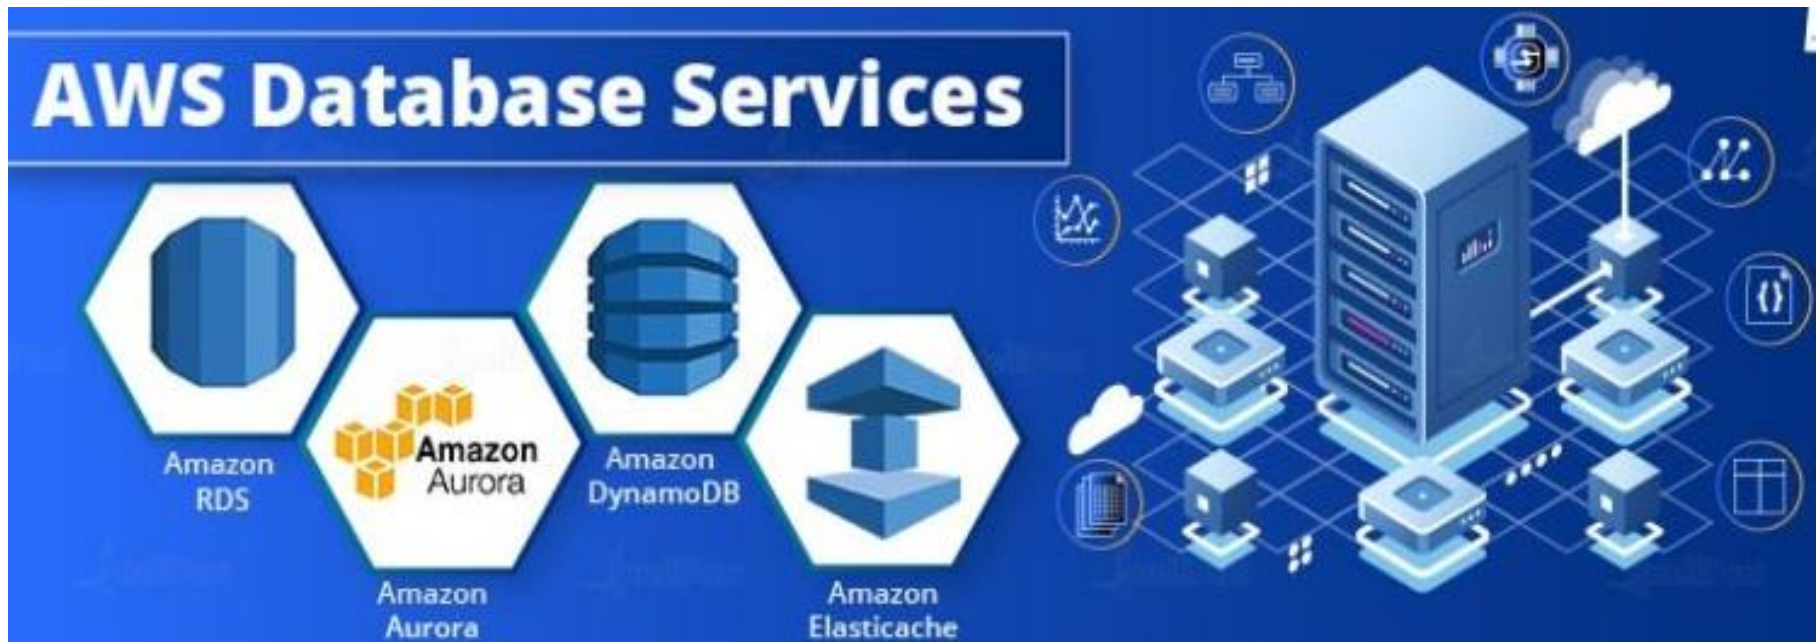 AWS Database Services
Amazon
RDS
Amazon
Aurora
Amazon
Aurora
Amazon
DynamoDB
Amazon
Elasticache